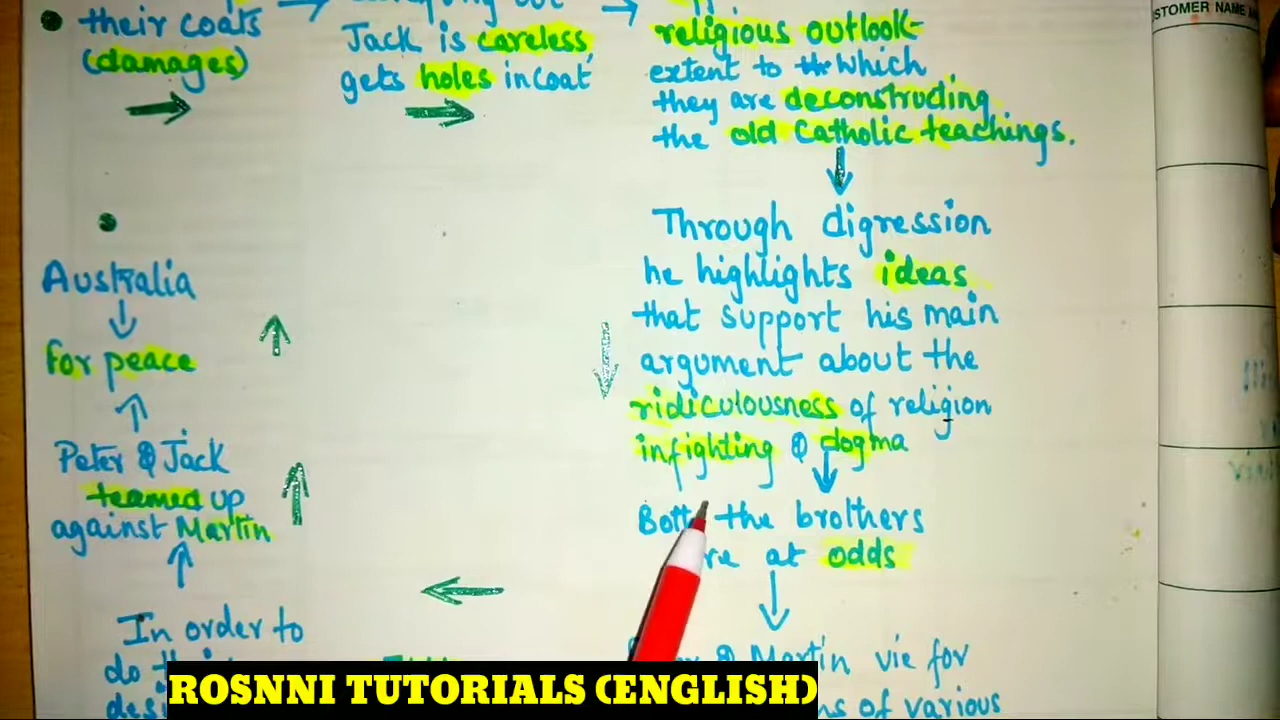 their coats
(damages)
Jack is careless,
gets holes in coat
religious outlook-
extent to which
they are deconstructing
the old Catholic teachings.
Through digression
he highlights ideas
that support his main
argument about the
ridiculousness of religion
infighting & dogma
the brothers
at odds
& Martin vie for
of various
Australia
for peace
Peter & Jack
teamed up
against Martin
In order to
do
STOMER NAME
ROSNNI TUTORIALS (ENGLISH)